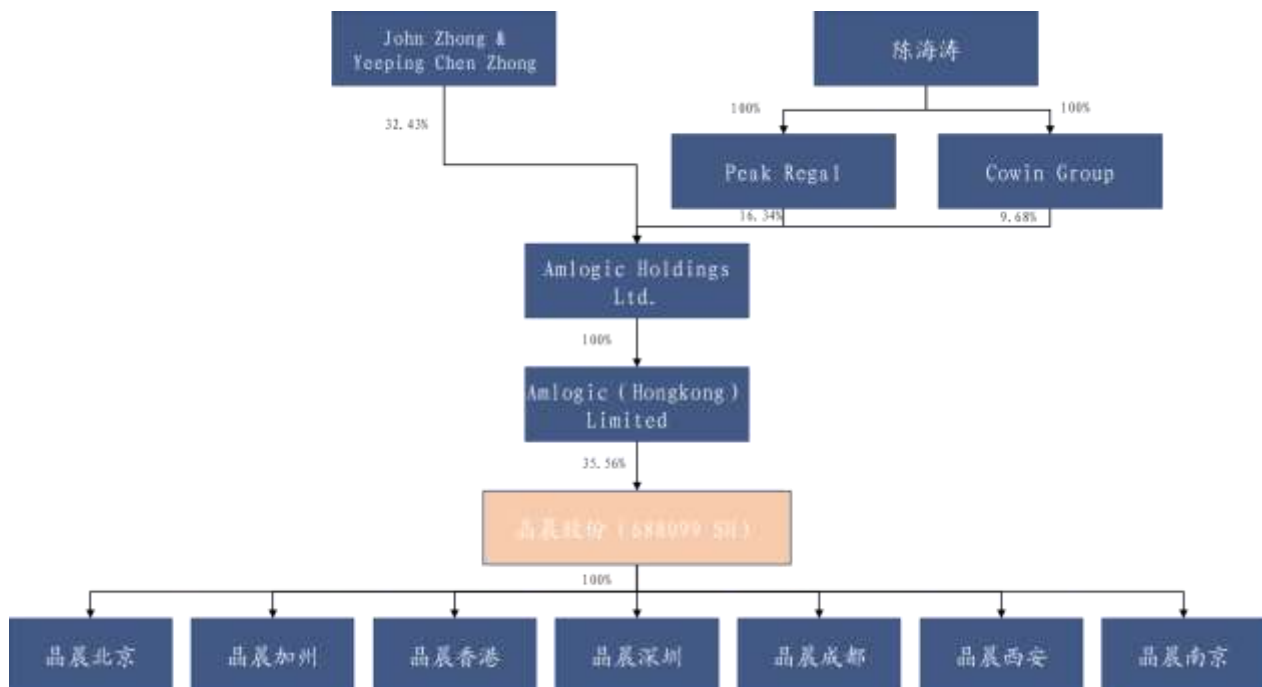 John Zhong &
Yeeping Chen Zhong
陈海涛
32.43%
100%
100%
Peak Regal
Cowin Group
16.34%
9.68%
Amlogic Holdings
Ltd.
100%
Amlogic（Hongkong）
Limited
35.56%
晶晨股份（688099 SH）
100%
晶晨北京
晶晨加州
晶晨香港
晶晨深圳
晶晨成都
晶晨西安
晶晨南京